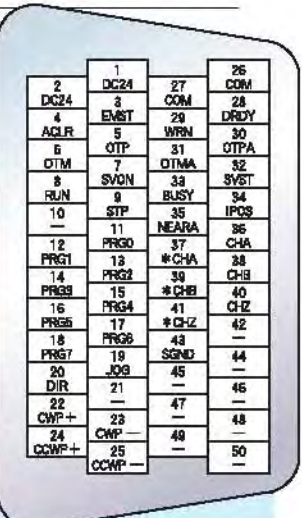 2
DC24
4
ACLR
6
OTM
8
RUN
10
—
12
PRG1
14
PRG3
16
PRG5
18
PRG7
20
DIR
22
CWP+
24
CCWP+
1
DC24
3
EMST
5
OTP
7
SVON
9
STP
11
PRG0
13
PRG2
15
PRG4
17
PRG6
19
JOG
21
—
23
CWP—
25
CCWP—
27
COM
29
WRN
31
OTMA
33
BUSY
35
NEARA
37
*CHA
39
*CHB
41
*CHZ
43
SGND
45
—
47
—
49
—
26
COM
28
DRDY
30
OTPA
32
SVST
34
IPOS
36
CHA
38
CHB
40
CHZ
42
—
44
—
46
—
48
—
50
—